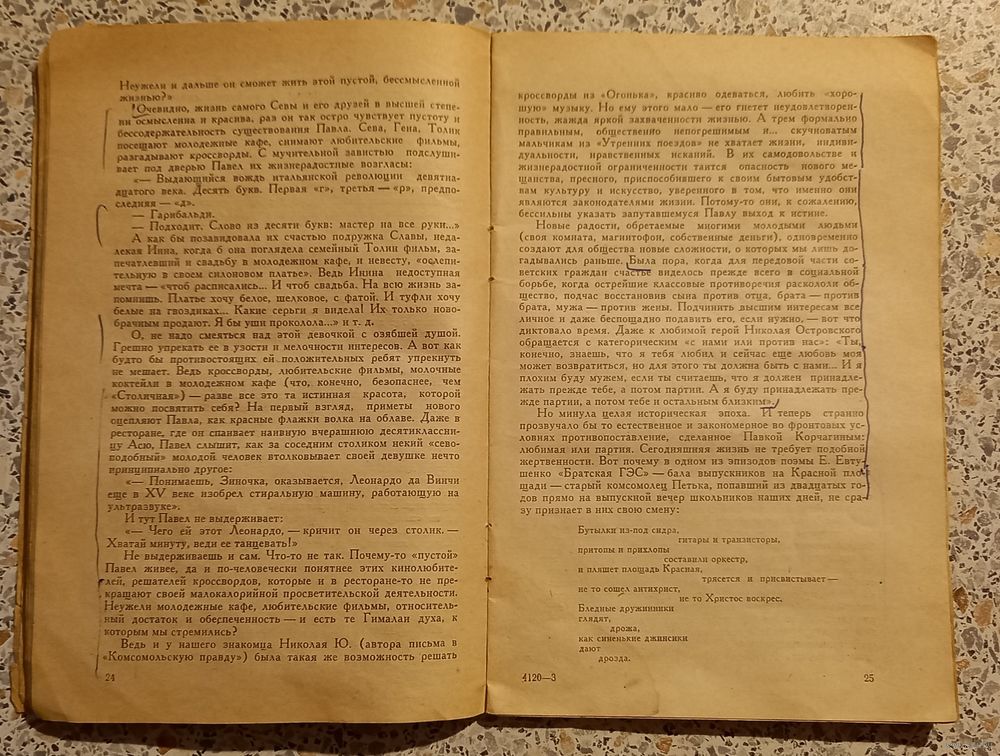 Неужели и дальше он сможет жить этой пустой, бессмысленной
жизнью?»
Очевидно, жизнь самого Севы и его друзей в высшей степе-
ни осмысленна и красива, раз он так остро чувствует пустоту и
бессодержательность существования Павла. Сева, Гена, Толик
посещают молодежные кафе, снимают любительские фильмы,
разгадывают кроссворды. С мучительной завистью подслуши-
вает под дверью Павел их жизнерадостные возгласы:
«— Выдающийся вождь итальянской революции девятна-
дцатого века. Десять букв. Первая «г», третья — «р», предпо-
следняя — «д».
— Гарибальди.
— Подходит. Слово из десяти букв: мастер на все руки...»
А как бы позавидовала их счастью подружка Славы, неда-
лекая Инна, когда б она поглядела семейный Толин фильм, за-
печатлевший и свадьбу в молодежном кафе, и невесту, «ослепи-
тельную в своем силоновом платье». Ведь Инина недоступная
мечта — «чтоб расписались... И чтоб свадьба. На всю жизнь за-
помнишь. Платье хочу белое, шелковое, с фатой. И туфли хочу
белые на гвоздиках... Какие серьги я видела! Их только ново-
брачным продают. Я бы уши проколола...» и т. д.
О, не надо смеяться над этой девочкой с озябшей душой.
Грешно упрекать ее в узости и мелочности интересов. А вот как
будто бы противостоящих ей положительных ребят упрекнуть
не мешает. Ведь кроссворды, любительские фильмы, молочные
коктейли в молодежном кафе (что, конечно, безопаснее, чем
«Столичная») — разве все это та истинная красота, которой
можно посвятить себя? На первый взгляд, приметы нового
оцепляют Павла, как красные флажки волка на облаве. Даже в
ресторане, где он спаивает наивную вчерашнюю десятиклассни-
цу Асю, Павел слышит, как за соседним столиком некий «сево-
подобный» молодой человек втолковывает своей девушке нечто
принципиально другое:
«— Понимаешь, Зиночка, оказывается, Леонардо да Винчи
еще в XV веке изобрел стиральную машину, работающую на
ультразвуке».
И тут Павел не выдерживает:
«— Чего ей этот Леонардо, — кричит он через столик. —
Хватай минуту, веди ее танцевать!»
Не выдерживаешь и сам. Что-то не так. Почему-то «пустой»
Павел живее, да и по-человечески понятнее этих кинолюбите-
лей, решателей кроссвордов, которые и в ресторане-то не пре-
кращают своей малокалорийной просветительской деятельности.
Неужели молодежные кафе, любительские фильмы, относитель-
ный достаток и обеспеченность — и есть те Гималаи духа, к
которым мы стремились?
Ведь и у нашего знакомца Николая Ю. (автора письма в
«Комсомольскую правду») была такая же возможность решать
24
кроссворды из «Огонька», красиво одеваться, любить «хоро-
шую» музыку. Но ему этого мало — его гнетет неудовлетворен-
ность, жажда яркой захваченности жизнью. А трем формально
правильным, общественно непогрешимым и... скучноватым
мальчикам из «Утренних поездов» не хватает жизни, индиви-
дуальности, нравственных исканий. В их самодовольстве и
жизнерадостной ограниченности таится опасность нового ме-
щанства, пресного, приспособившего к своим бытовым удобст-
вам культуру и искусство, уверенного в том, что именно они
являются законодателями жизни. Потому-то они, к сожалению,
бессильны указать запутавшемуся Павлу выход к истине.
Новые радости, обретаемые многими молодыми людьми
(своя комната, магнитофон, собственные деньги), одновременно
создают для общества новые сложности, о которых мы лишь до-
гадывались раньше. Была пора, когда для передовой части со-
ветских граждан счастье виделось прежде всего в социальной
борьбе, когда острейшие классовые противоречия раскололи об-
щество, подчас восстановив сына против отца, брата — против
брата, мужа — против жены. Подчинить высшим интересам все
личное и даже беспощадно подавить его, если нужно, — вот что
диктовало время. Даже к любимой герой Николая Островского
обращается с категорическим «с нами или против нас»: «Ты,
конечно, знаешь, что я тебя любил и сейчас еще любовь моя
может возвратиться, но для этого ты должна быть с нами... И я
плохим буду мужем, если ты считаешь, что я должен принадле-
жать прежде тебе, а потом партии. А я буду принадлежать пре-
жде партии, а потом тебе и остальным близким».
Но минула целая историческая эпоха. И теперь странно
прозвучало бы то естественное и закономерное во фронтовых ус-
ловиях противопоставление, сделанное Павкой Корчагиным:
любимая или партия. Сегодняшняя жизнь не требует подобной
жертвенности. Вот почему в одном из эпизодов поэмы Е. Евту-
шенко «Братская ГЭС» — бала выпускников на Красной пло-
щади — старый комсомолец Петька, попавший из двадцатых го-
дов прямо на выпускной вечер школьников наших дней, не сра-
зу признает в них свою смену:
Бутылки из-под сидра,
гитары и транзисторы,
притопы и прихлопы
составили оркестр,
и пляшет площадь Красная,
трясется и присвистывает —
не то сошел антихрист,
не то Христос воскрес.
Бледные дружинники
глядят,
дрожа,
как синенькие джинсики
дают
дрозда.
4120—3
25